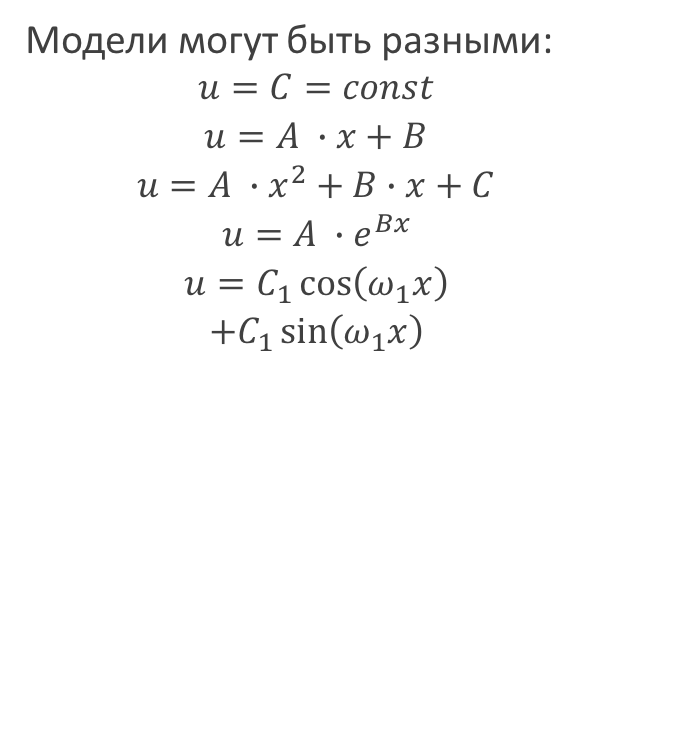 Модели могут быть разными:
u = C = const
u = A · x + B
u = A · x² + B · x + C
u = A · e^{Bx}
u = C₁ cos(ω₁x)
+C₁ sin(ω₁x)